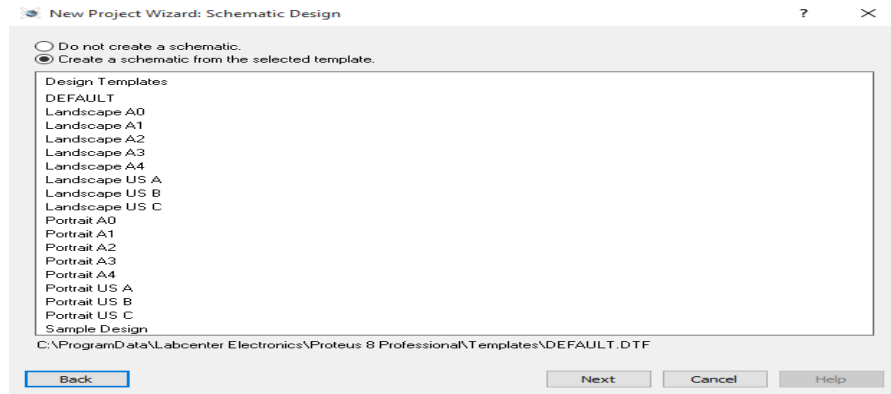 New Project Wizard: Schematic Design ? ×
Do not create a schematic.
Create a schematic from the selected template.
Design Templates
DEFAULT
Landscape A0
Landscape A1
Landscape A2
Landscape A3
Landscape A4
Landscape US A
Landscape US B
Landscape US C
Portrait A0
Portrait A1
Portrait A2
Portrait A3
Portrait A4
Portrait US A
Portrait US B
Portrait US C
Sample Design
C:\ProgramData\Labcenter Electronics\Proteus 8 Professional\Templates\DEFAULT.DTF
Back Next Cancel Help